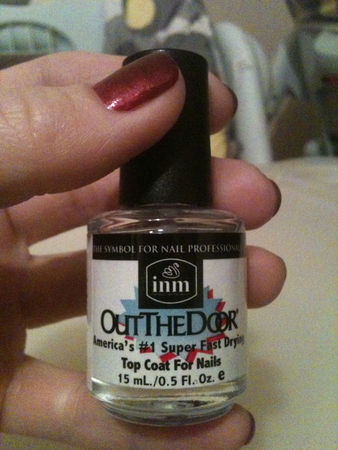 THE SYMBOL FOR NAIL PROFESSIONALS
inm
OUTTHEDOOR®
America's #1 Super Fast Drying
Top Coat For Nails
15 mL./0.5 Fl. Oz. e